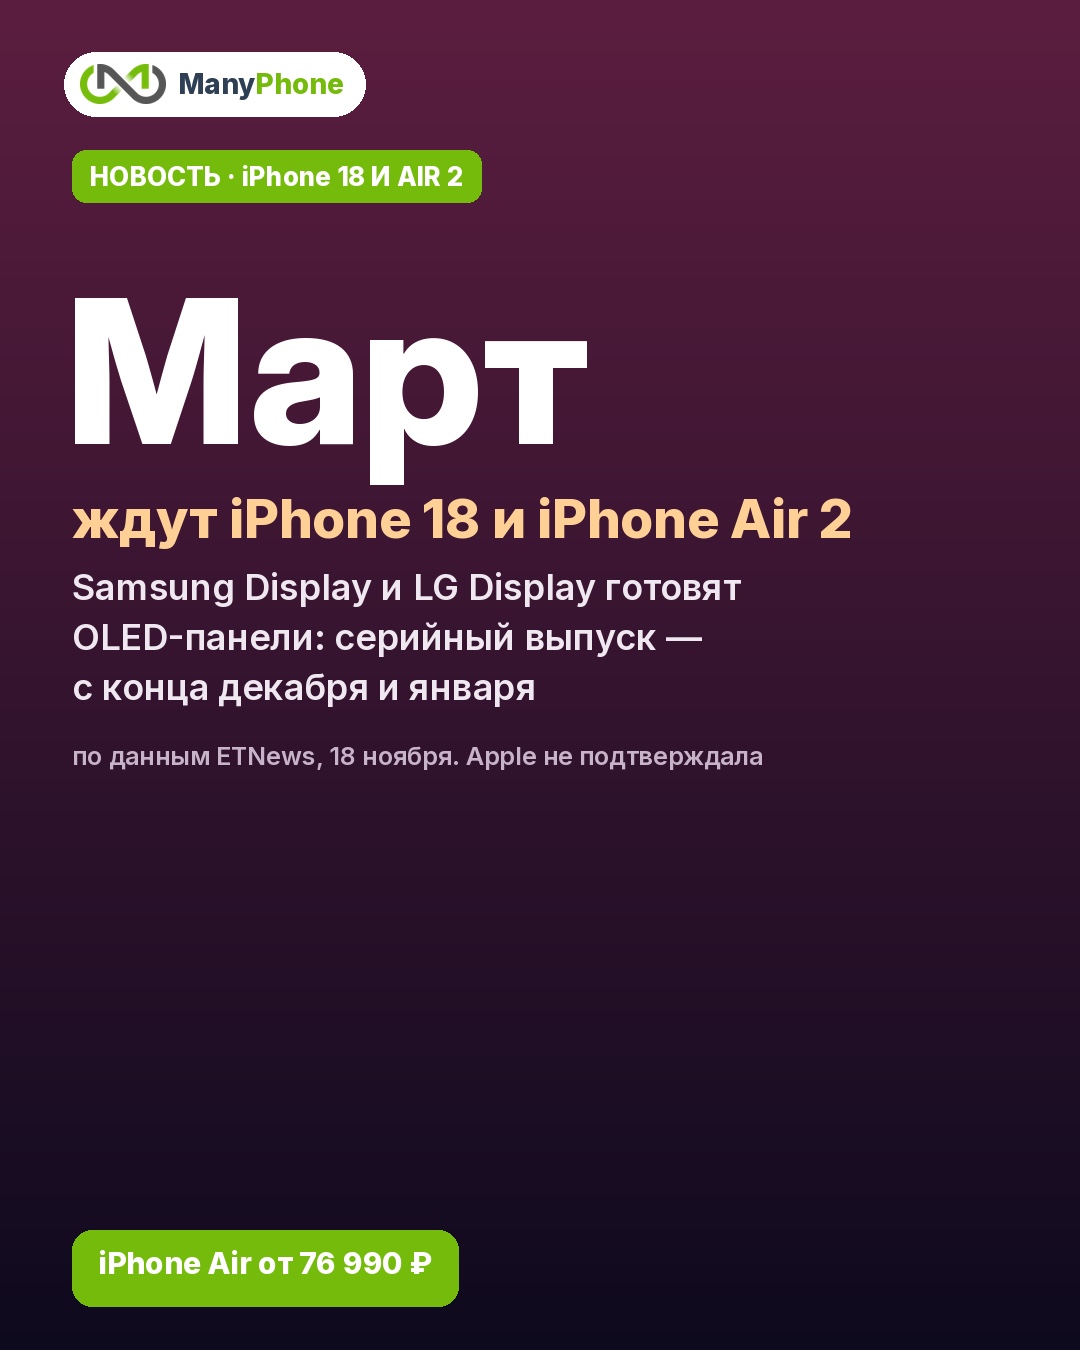 ManyPhone
НОВОСТЬ · iPhone 18 И AIR 2
Март
ждут iPhone 18 и iPhone Air 2
Samsung Display и LG Display готовят
OLED-панели: серийный выпуск —
с конца декабря и января
по данным ETNews, 18 ноября. Apple не подтверждала
iPhone Air от 76 990 ₽